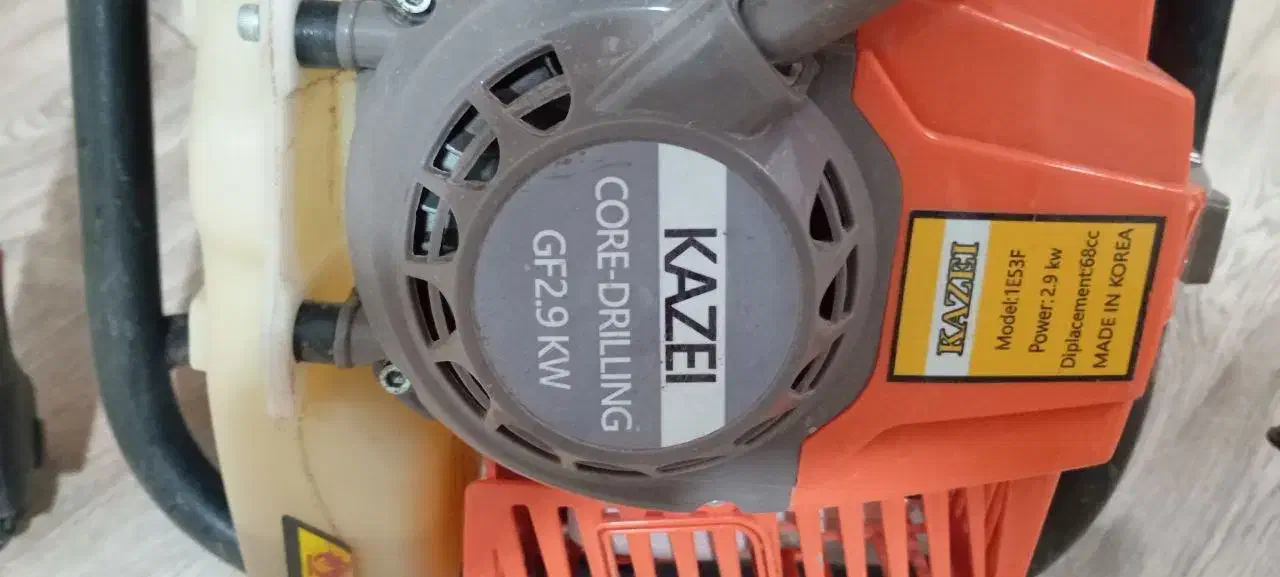 KAZEI
CORE-DRILLING
GF2.9 KW
KAZEI
Model:1E53F
Power:2.9 kw
Diplacement:68cc
MADE IN KOREA